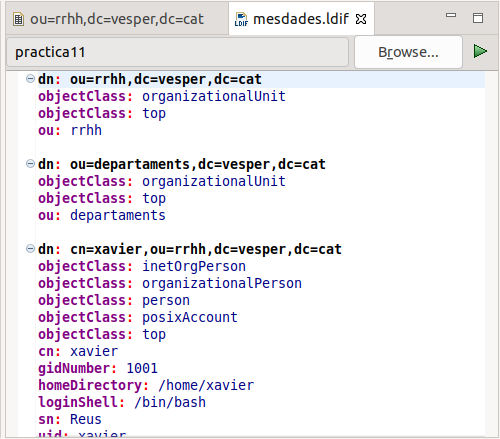 ou=rrhh,dc=vesper,dc=cat mesdades.ldif
practica11 Browse...
dn: ou=rrhh,dc=vesper,dc=cat
objectClass: organizationalUnit
objectClass: top
ou: rrhh
dn: ou=departaments,dc=vesper,dc=cat
objectClass: organizationalUnit
objectClass: top
ou: departaments
dn: cn=xavier,ou=rrhh,dc=vesper,dc=cat
objectClass: inetOrgPerson
objectClass: organizationalPerson
objectClass: person
objectClass: posixAccount
objectClass: top
cn: xavier
gidNumber: 1001
homeDirectory: /home/xavier
loginShell: /bin/bash
sn: Reus
uid: xavier